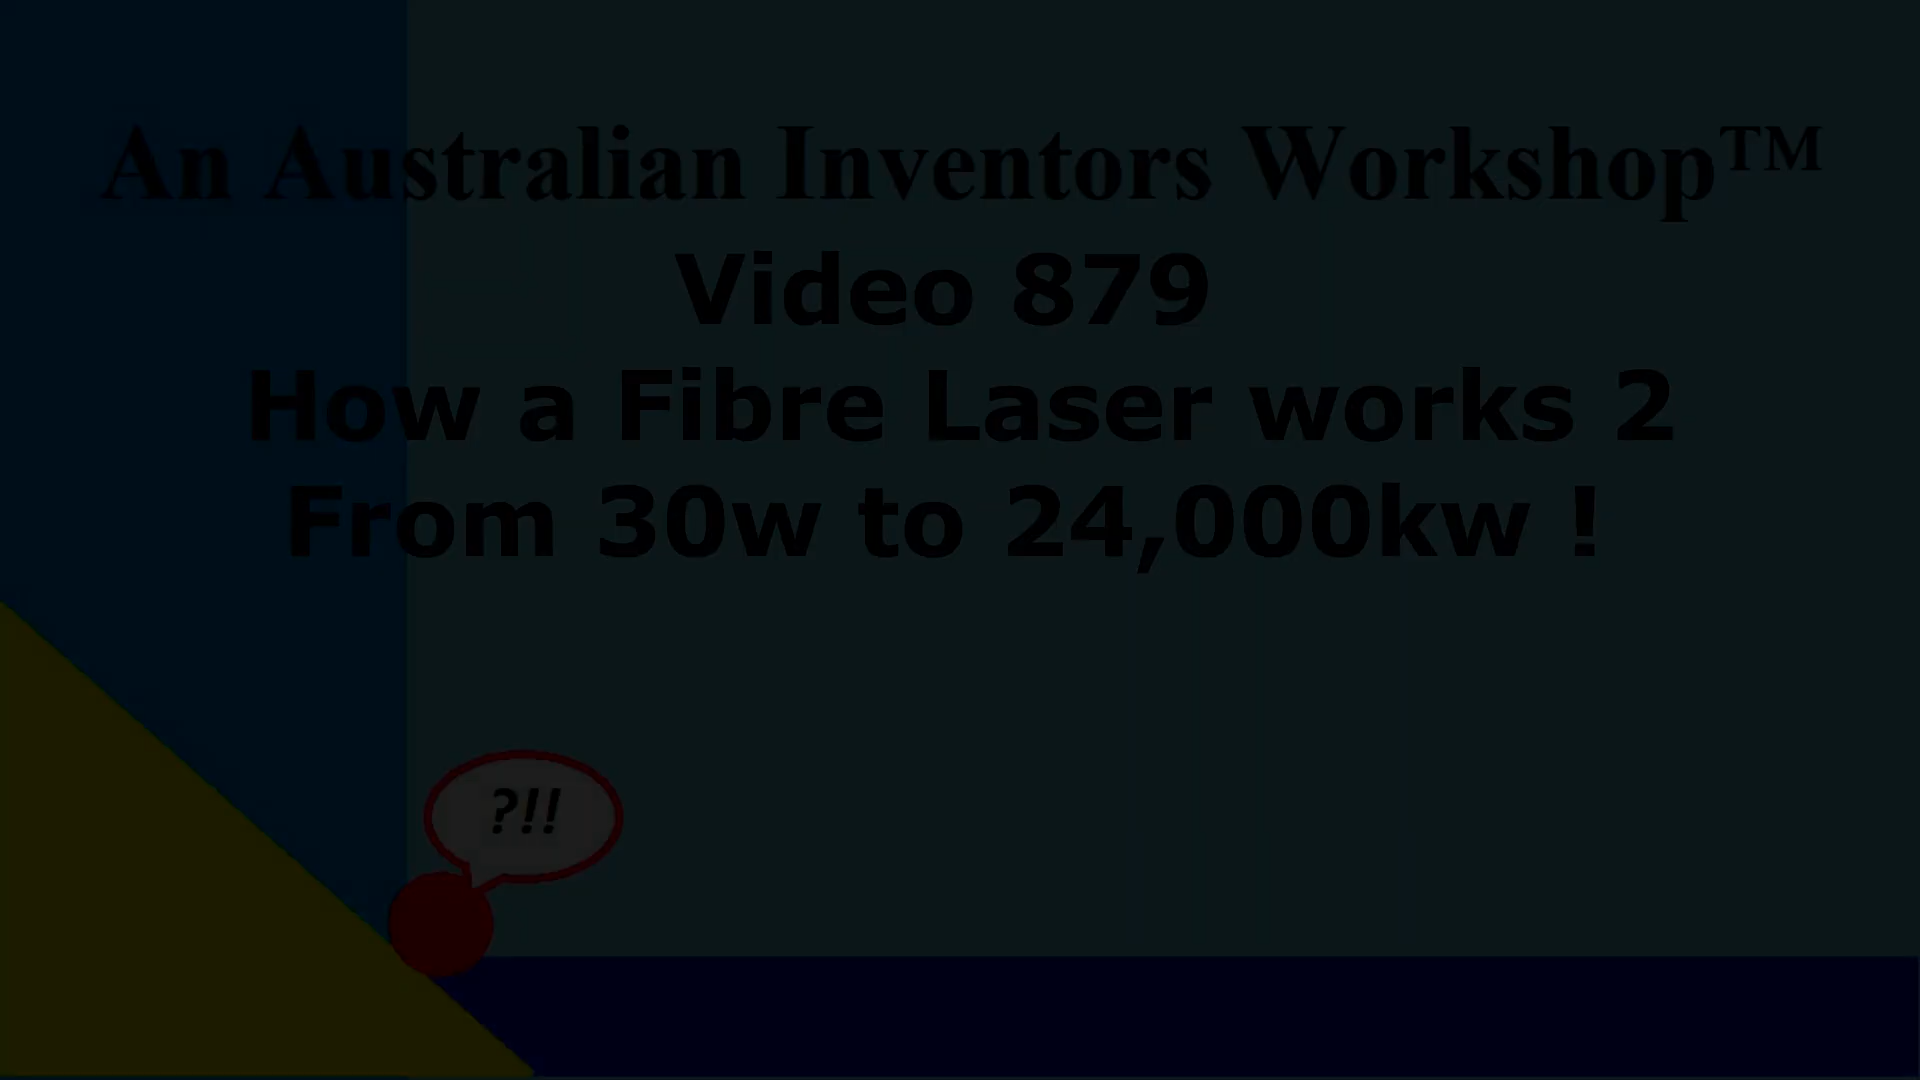 An Australian Inventors Workshop™
Video 879
How a Fibre Laser works 2
From 30w to 24,000kw !
?!!